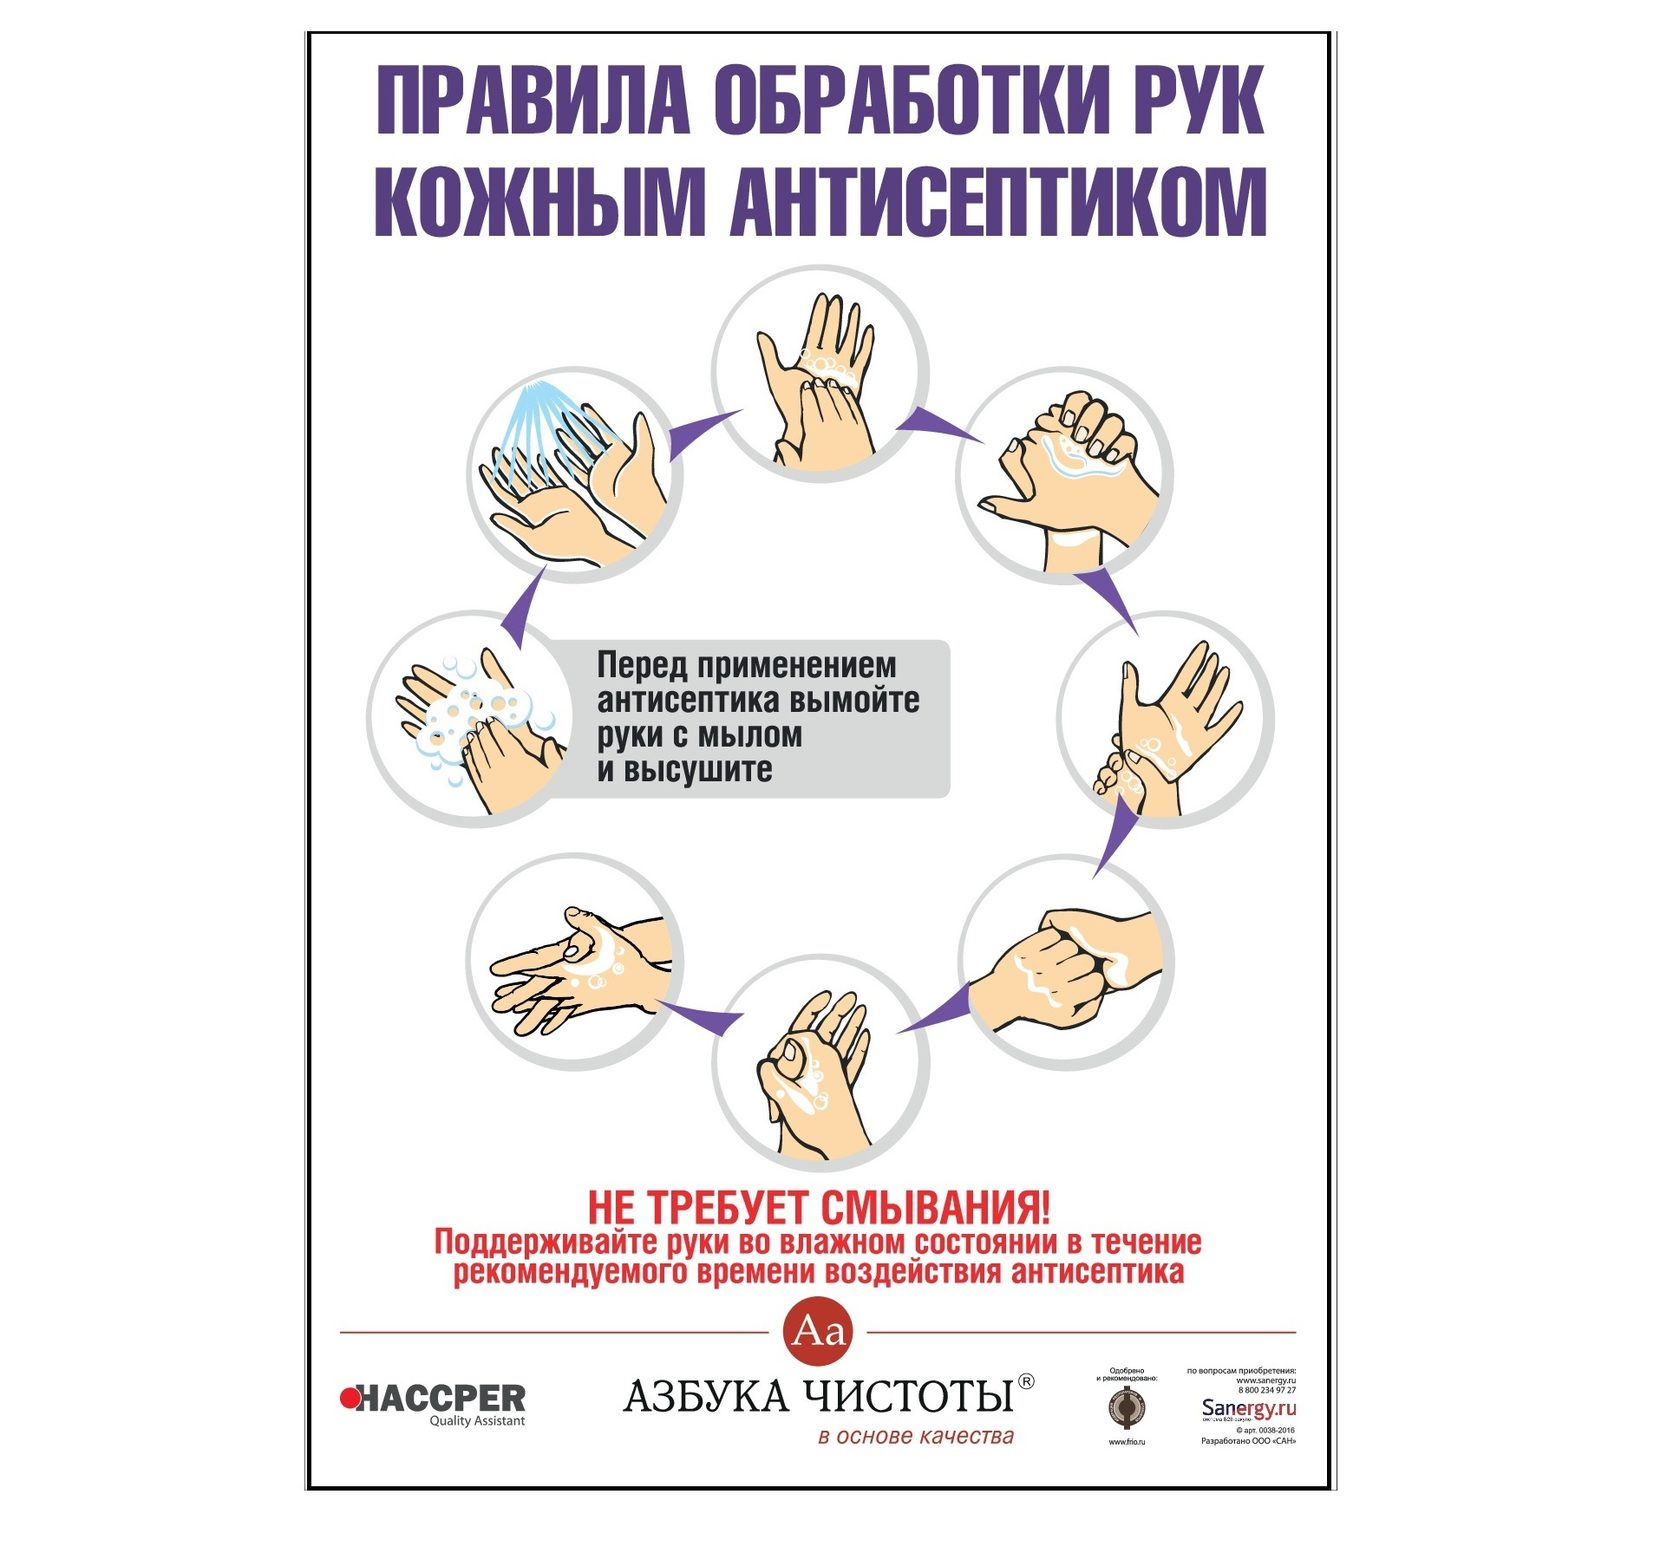 ПРАВИЛА ОБРАБОТКИ РУК
КОЖНЫМ АНТИСЕПТИКОМ
Перед применением
антисептика вымойте
руки с мылом
и высушите
НЕ ТРЕБУЕТ СМЫВАНИЯ!
Поддерживайте руки во влажном состоянии в течение
рекомендуемого времени воздействия антисептика
Aa
HACCPER
Quality Assistant
АЗБУКА ЧИСТОТЫ®
в основе качества
Одобрено
и рекомендовано:
www.frio.ru
по вопросам приобретения:
www.sanergy.ru
8 800 234 97 27
Sanergy.ru
© арт. 0038-2016
Разработано ООО «САН»